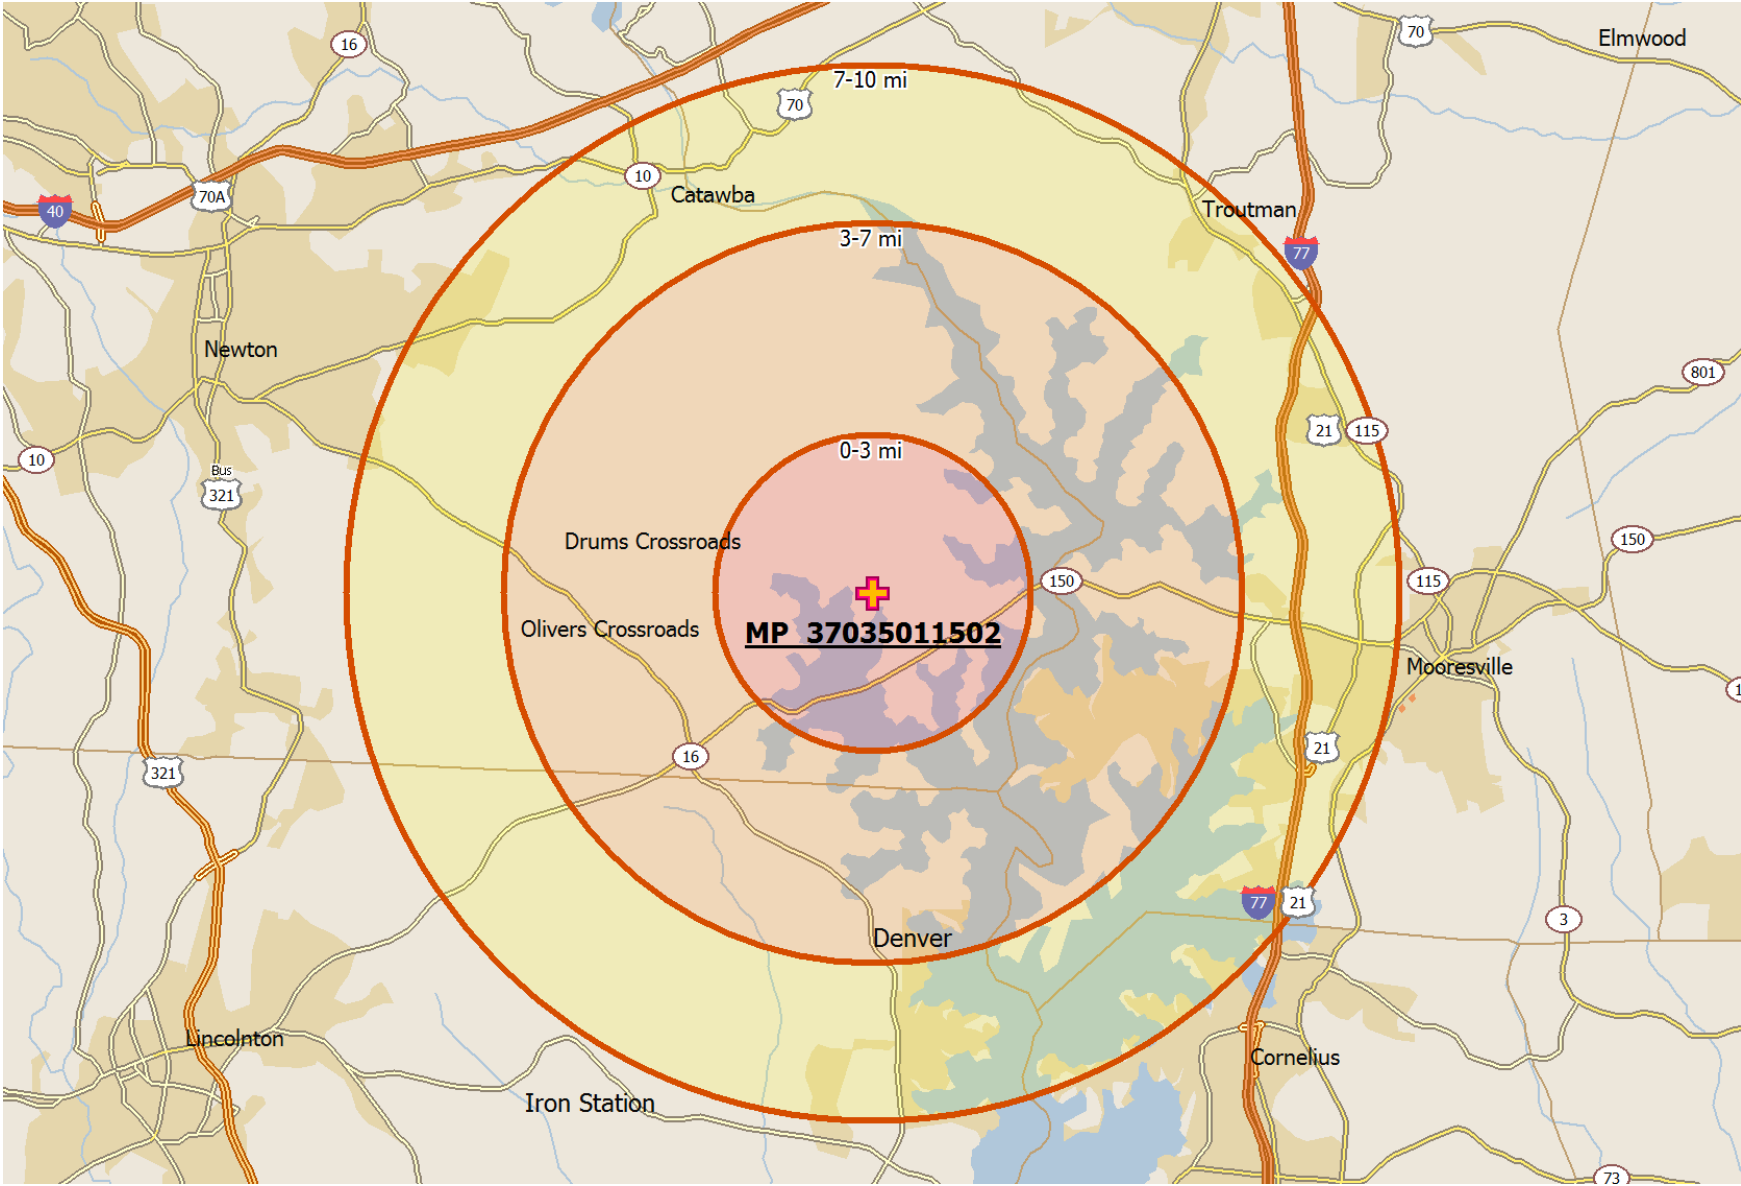 70
Elmwood
16
7-10 mi
70
10
Catawba
70A
40
Troutman
3-7 mi
77
Newton
801
21
115
0-3 mi
10
Bus
321
Drums Crossroads
150
150
115
MP 37035011502
Olivers Crossroads
Mooresville
1
21
16
321
77
21
3
Denver
Lincolnton
Cornelius
Iron Station
73